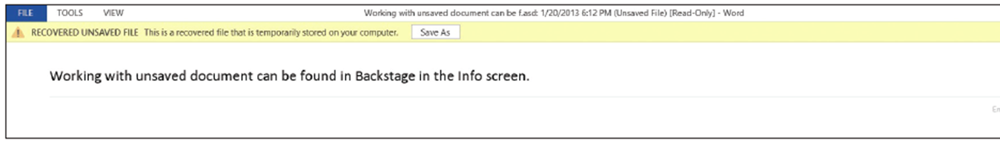 FILE TOOLS VIEW Working with unsaved document can be f.asd: 1/20/2013 6:12 PM (Unsaved File) [Read-Only] - Word
RECOVERED UNSAVED FILE This is a recovered file that is temporarily stored on your computer. Save As
Working with unsaved document can be found in Backstage in the Info screen.